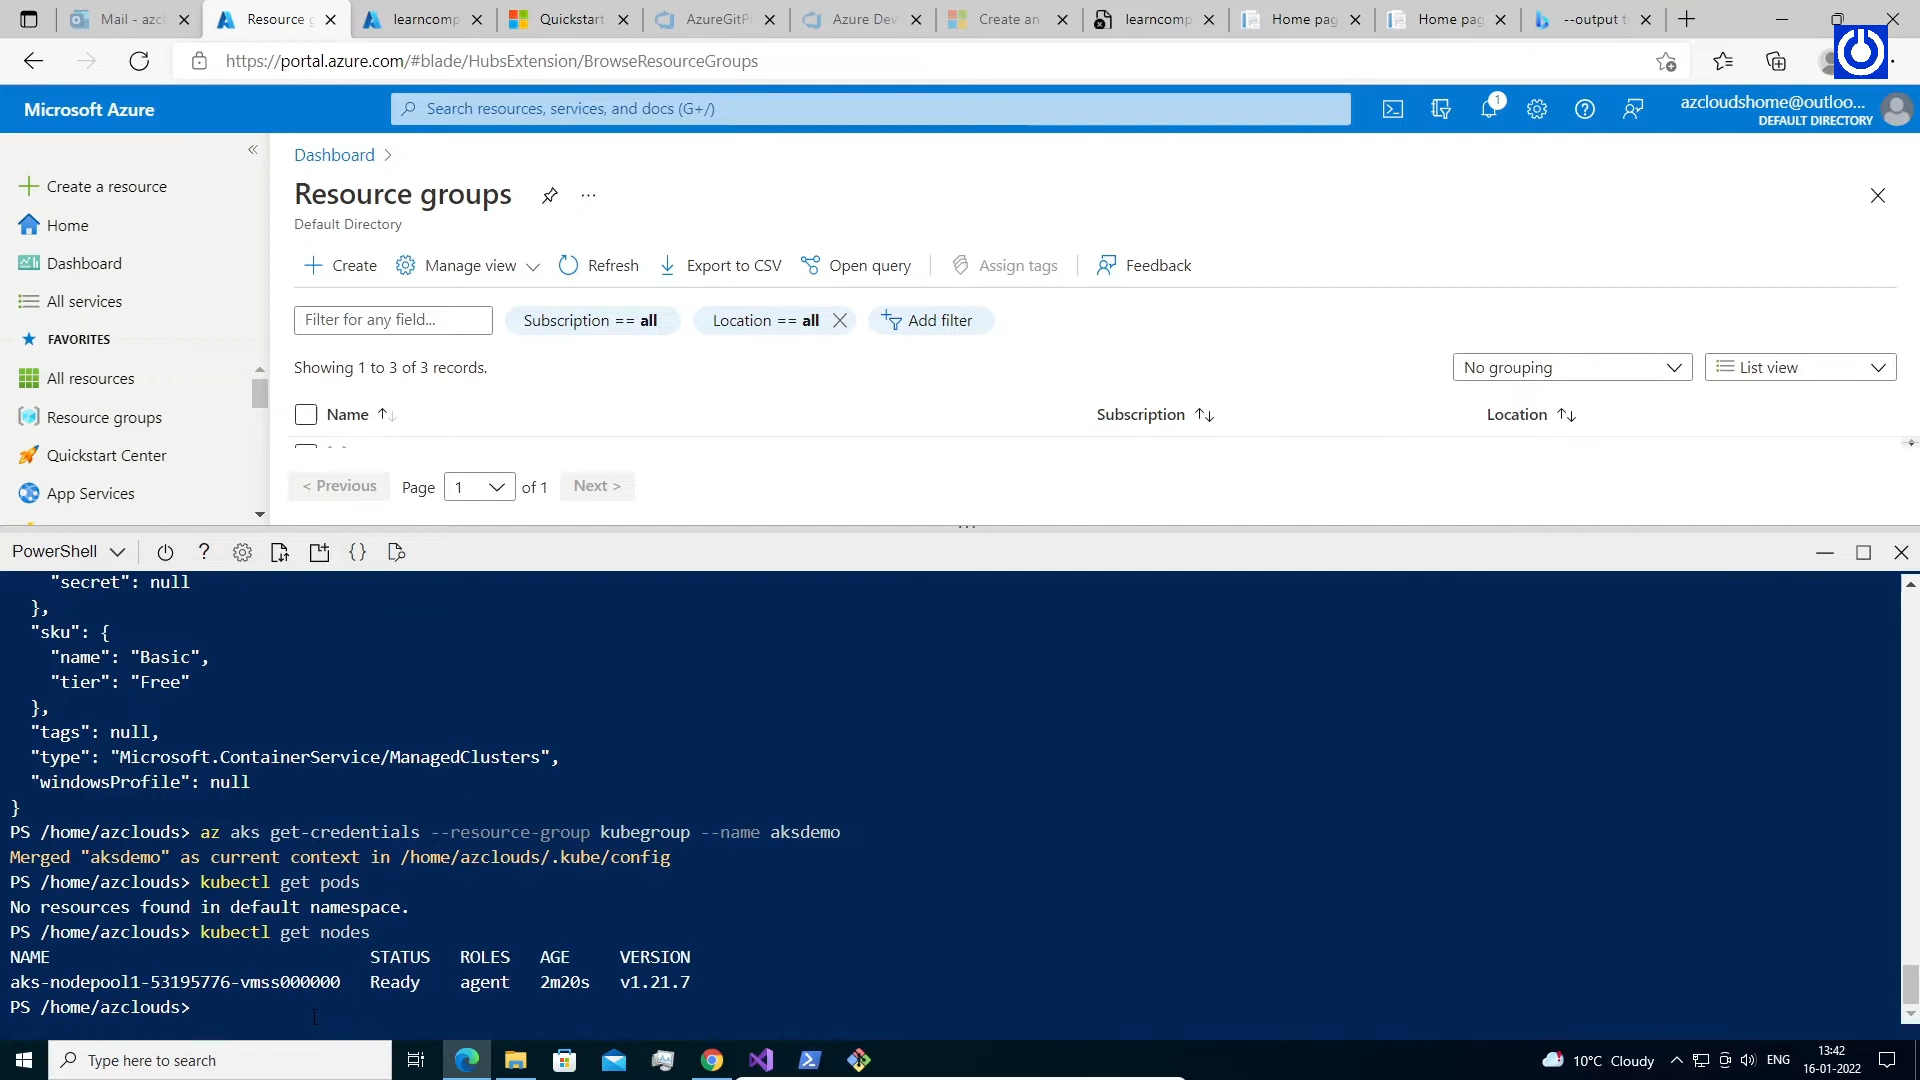 Mail - azcl
Resource g
learncomp
Quickstart
AzureGitPi
Azure Dev
Create an
learncomp
Home pag
Home pag
--output t
https://portal.azure.com/#blade/HubsExtension/BrowseResourceGroups
Microsoft Azure
Search resources, services, and docs (G+/)
1
azcloudshome@outloo...
DEFAULT DIRECTORY
Create a resource
Home
Dashboard
All services
FAVORITES
All resources
Resource groups
Quickstart Center
App Services
Dashboard >
Resource groups
Default Directory
Create
Manage view
Refresh
Export to CSV
Open query
Assign tags
Feedback
Filter for any field...
Subscription == all
Location == all
Add filter
Showing 1 to 3 of 3 records.
No grouping
List view
Name
Subscription
Location
< Previous Page 1 of 1 Next >
PowerShell
"secret": null
},
"sku": {
"name": "Basic",
"tier": "Free"
},
"tags": null,
"type": "Microsoft.ContainerService/ManagedClusters",
"windowsProfile": null
}
PS /home/azclouds> az aks get-credentials --resource-group kubegroup --name aksdemo
Merged "aksdemo" as current context in /home/azclouds/.kube/config
PS /home/azclouds> kubectl get pods
No resources found in default namespace.
PS /home/azclouds> kubectl get nodes
NAME STATUS ROLES AGE VERSION
aks-nodepool1-53195776-vmss000000 Ready agent 2m20s v1.21.7
PS /home/azclouds>
Type here to search
10°C Cloudy
ENG
13:42
16-01-2022